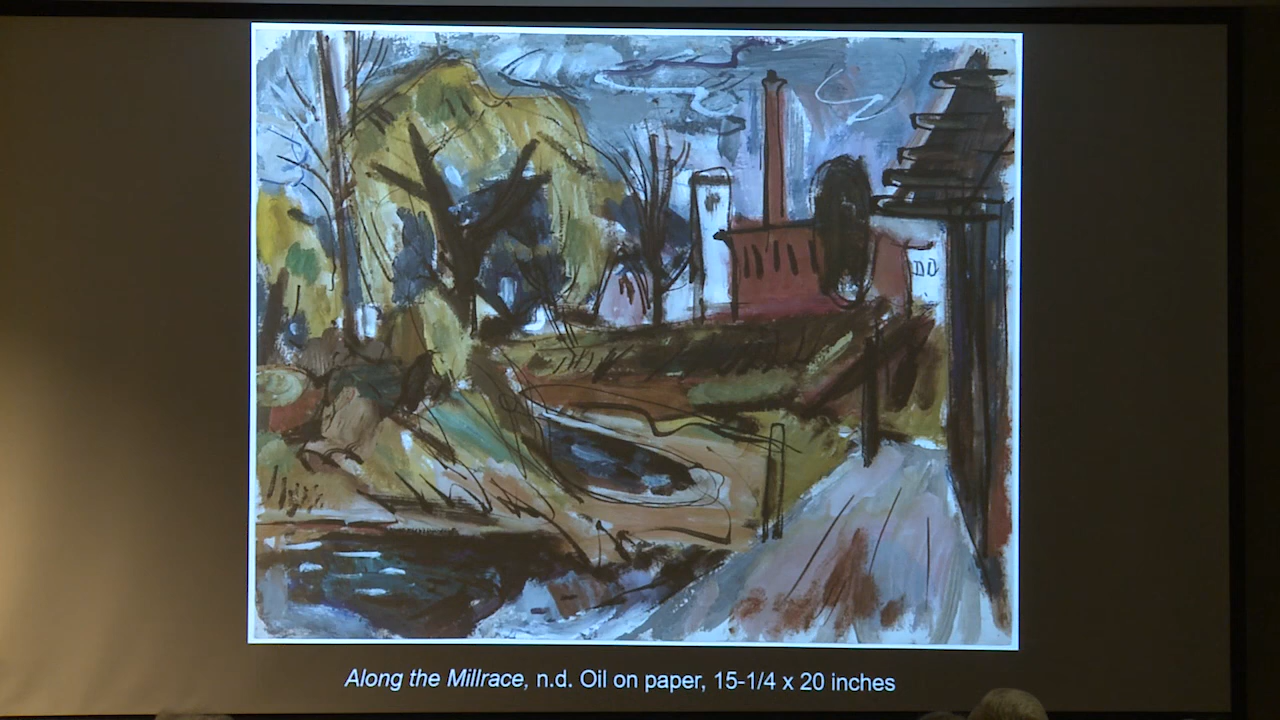 Along the Millrace, n.d. Oil on paper, 15-1/4 x 20 inches